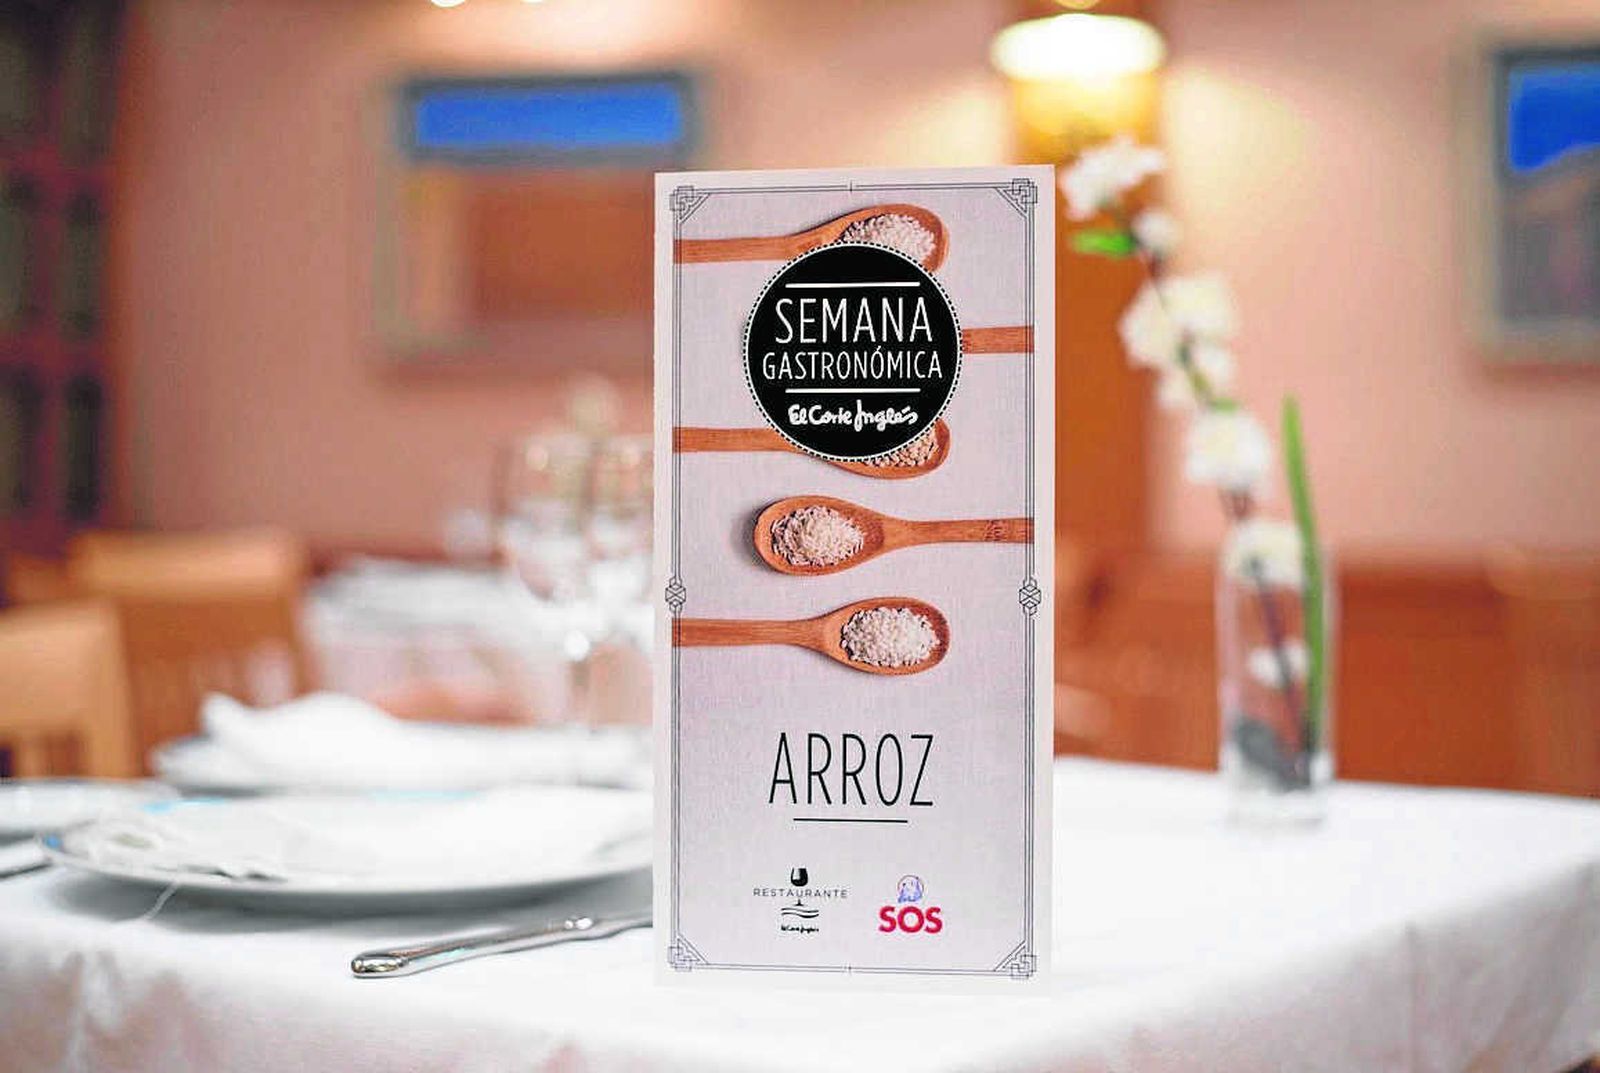 SEMANA
GASTRONÓMICA
El Corte Inglés
ARROZ
RESTAURANTE
El Corte Inglés
SOS